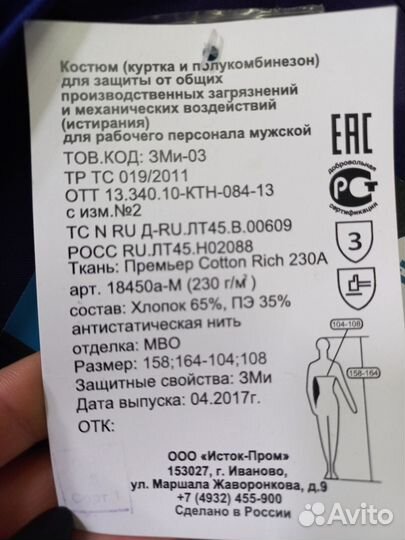 Костюм (куртка и полукомбинезон)
для защиты от общих
производственных загрязнений
и механических воздействий
(истирания)
для рабочего персонала мужской
ТОВ.КОД: ЗМи-03
ТР ТС 019/2011
ОТТ 13.340.10-КТН-084-13
с изм.№2
ТС N RU Д-RU.ЛТ45.В.00609
РОСС RU.ЛТ45.Н02088
Ткань: Премьер Cotton Rich 230А
арт. 18450а-М (230 г/м²)
состав: Хлопок 65%, ПЭ 35%
антистатическая нить
отделка: МВО
Размер: 158;164-104;108
Защитные свойства: ЗМи
Дата выпуска: 04.2017г.
ОТК:
EAC
добровольная
РСТ
сертификация
З
104-108
158-164
ООО «Исток-Пром»
153027, г. Иваново,
ул. Маршала Жаворонкова, д.9
+7 (4932) 455-900
Сделано в России
Сорт 1
Avito